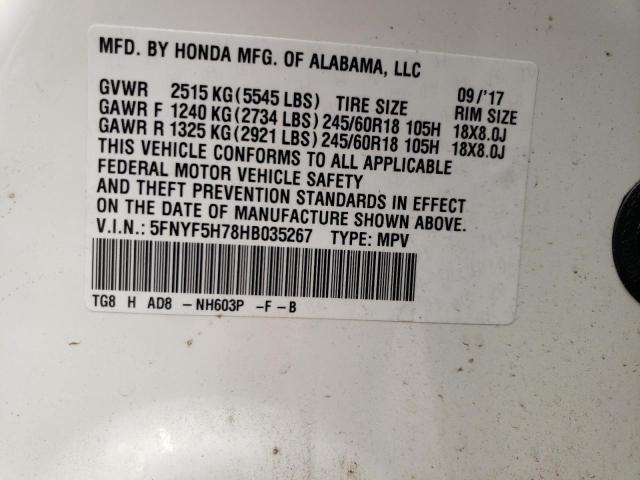 MFD. BY HONDA MFG. OF ALABAMA, LLC
GVWR 2515 KG(5545 LBS) TIRE SIZE 09/'17 RIM SIZE
GAWR F 1240 KG(2734 LBS)245/60R18 105H 18X8.0J
GAWR R 1325 KG(2921 LBS)245/60R18 105H 18X8.0J
THIS VEHICLE CONFORMS TO ALL APPLICABLE
FEDERAL MOTOR VEHICLE SAFETY
AND THEFT PREVENTION STANDARDS IN EFFECT
ON THE DATE OF MANUFACTURE SHOWN ABOVE.
V.I.N.: 5FNYF5H78HB035267 TYPE: MPV
TG8 H AD8 - NH603P -F - B